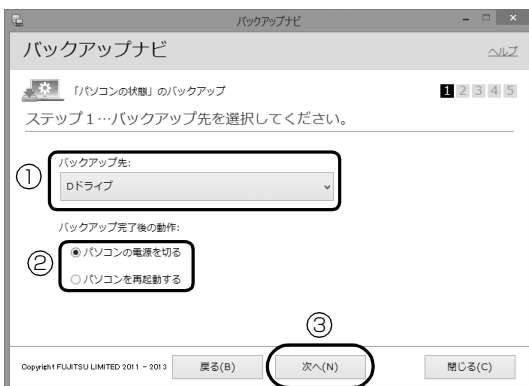 バックアップナビ
バックアップナビ
ヘルプ
「パソコンの状態」のバックアップ
1 2 3 4 5
ステップ1…バックアップ先を選択してください。
①
バックアップ先:
Dドライブ
バックアップ完了後の動作:
②
パソコンの電源を切る
パソコンを再起動する
③
Copyright FUJITSU LIMITED 2011 - 2013
戻る(B)
次へ(N)
閉じる(C)